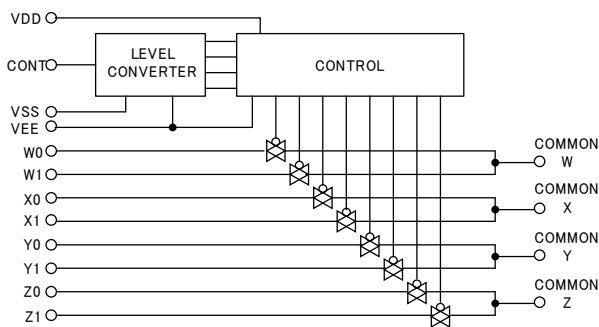 VDD
LEVEL
CONVERTER
CONTROL
CONT
VSS
VEE
W0
COMMON
W
W1
X0
COMMON
X
X1
Y0
COMMON
Y
Y1
Z0
COMMON
Z
Z1